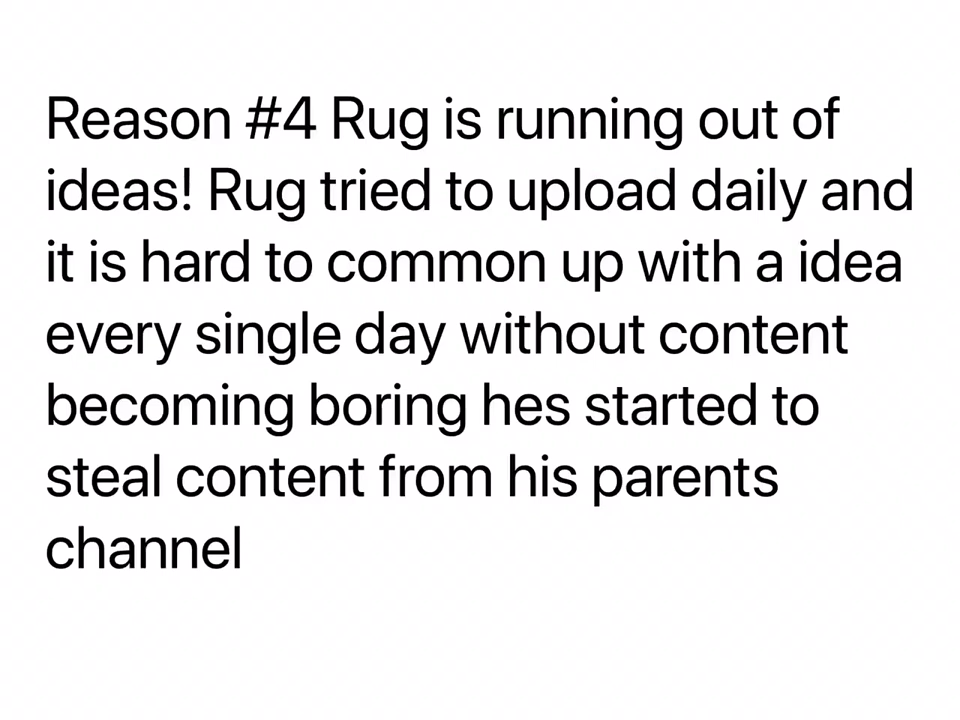 Reason #4 Rug is running out of
ideas! Rug tried to upload daily and
it is hard to common up with a idea
every single day without content
becoming boring hes started to
steal content from his parents
channel